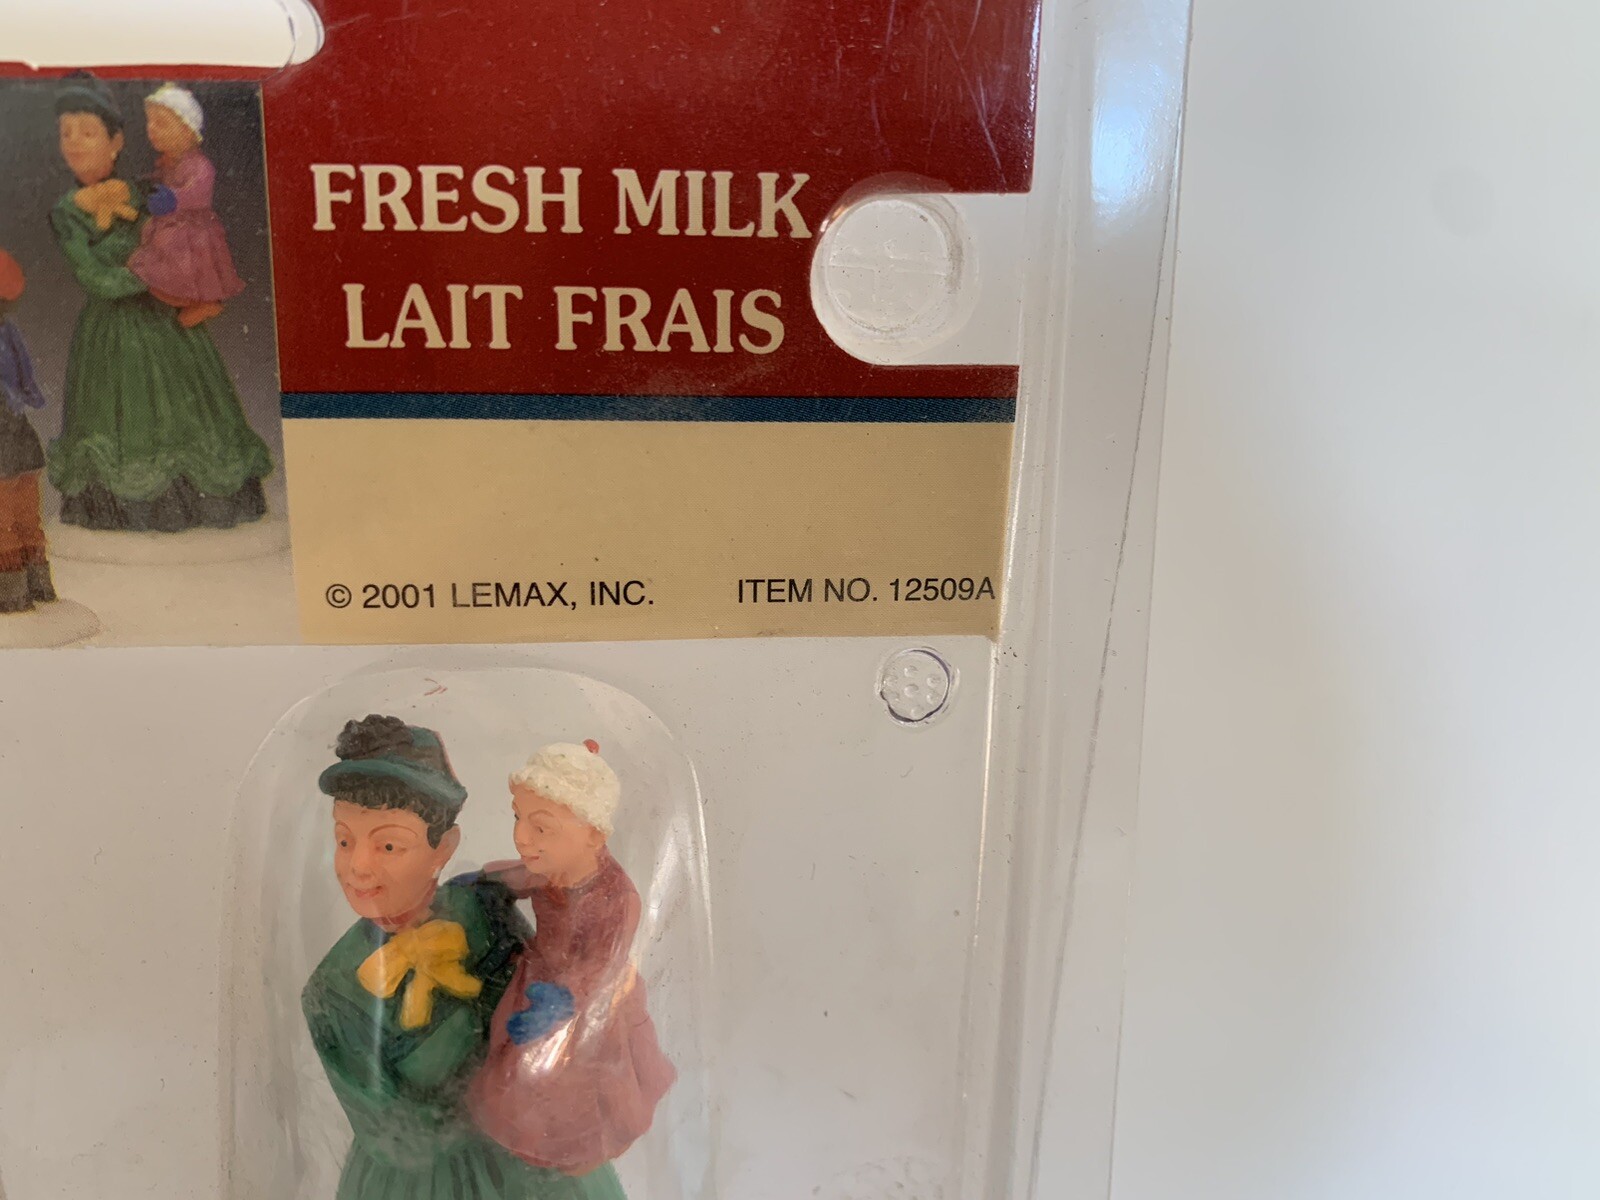 FRESH MILK
LAIT FRAIS
© 2001 LEMAX, INC. ITEM NO. 12509A